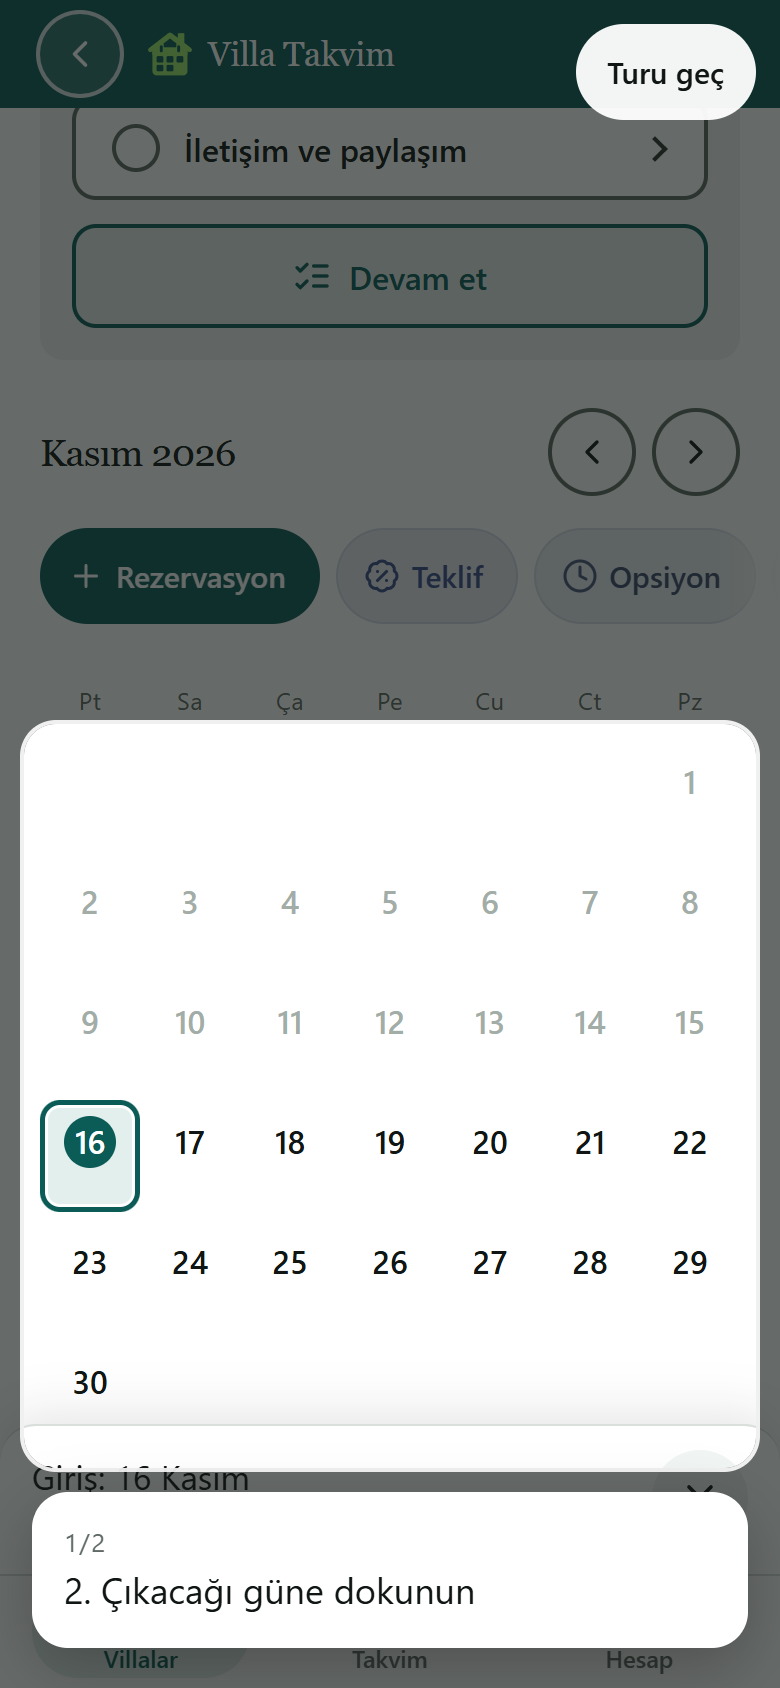 Villa Takvim
Turu geç
İletişim ve paylaşım
Devam et
Kasım 2026
Rezervasyon
Teklif
Opsiyon
Pt Sa Ça Pe Cu Ct Pz
1
2 3 4 5 6 7 8
9 10 11 12 13 14 15
16 17 18 19 20 21 22
23 24 25 26 27 28 29
30
Giriş: 16 Kasım
1/2
2. Çıkacağı güne dokunun
Villalar Takvim Hesap